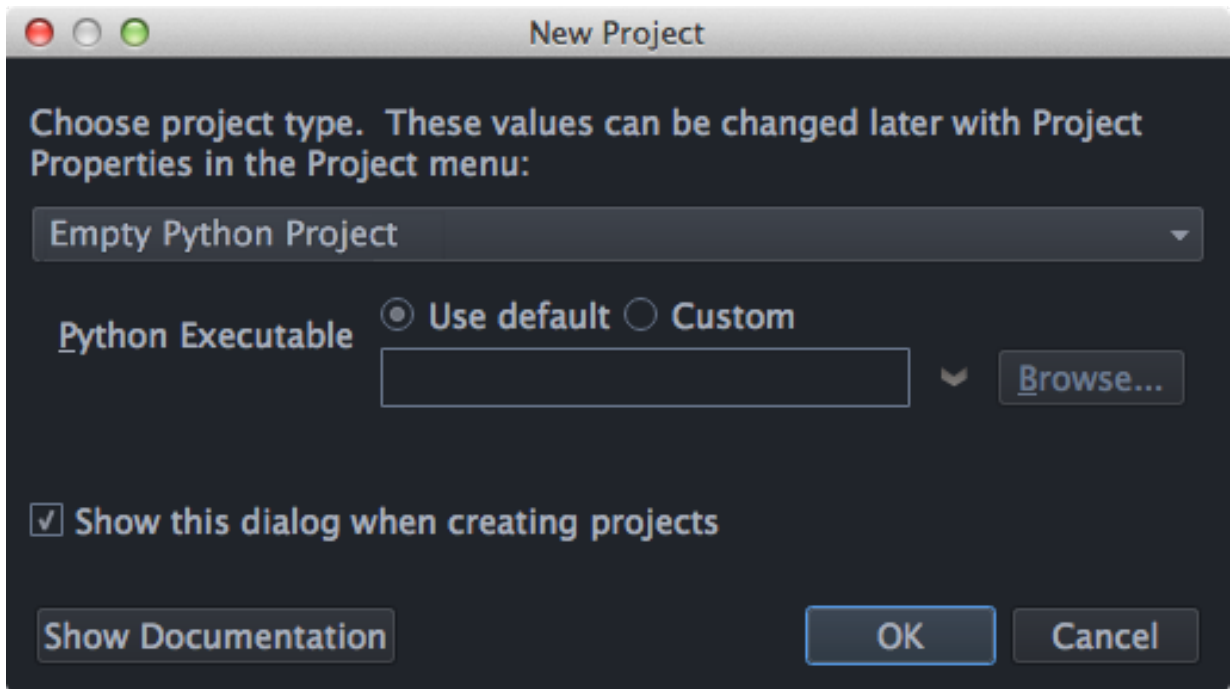 New Project
Choose project type.  These values can be changed later with Project
Properties in the Project menu:
Empty Python Project
Use default Custom
Python Executable
Browse...
Show this dialog when creating projects
Show Documentation OK Cancel